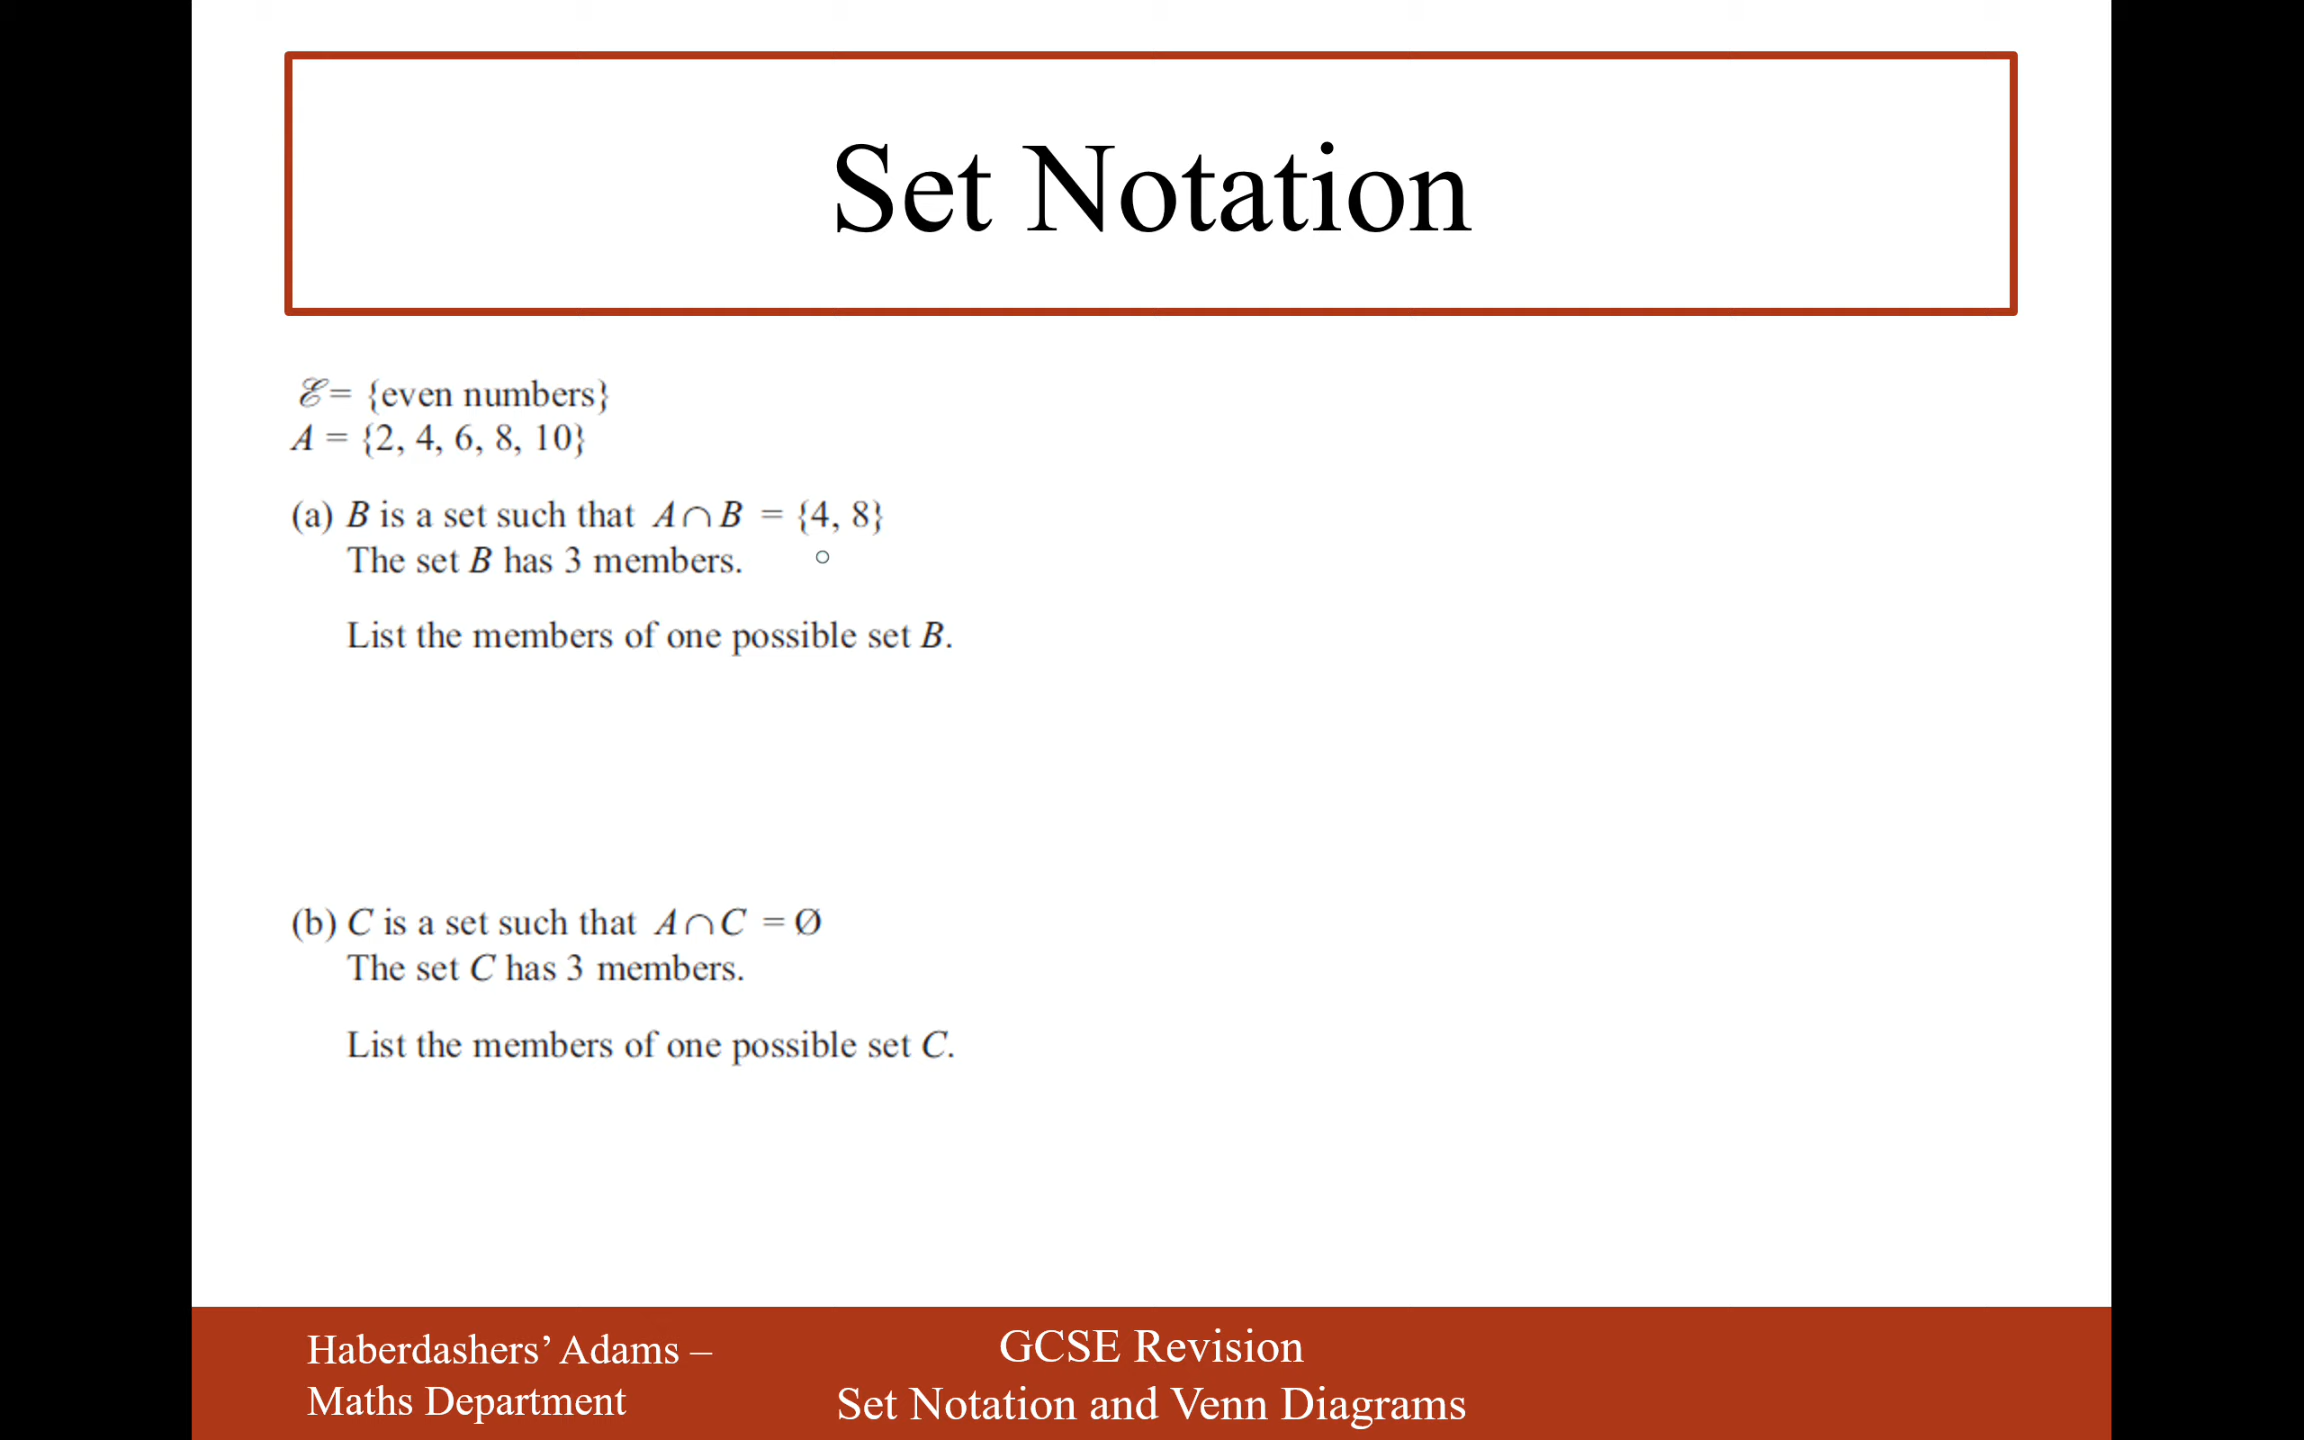 Set Notation
ℰ = {even numbers}
A = {2, 4, 6, 8, 10}
(a) B is a set such that A ∩ B = {4, 8}
The set B has 3 members.
List the members of one possible set B.
(b) C is a set such that A ∩ C = Ø
The set C has 3 members.
List the members of one possible set C.
Haberdashers’ Adams –
Maths Department
GCSE Revision
Set Notation and Venn Diagrams